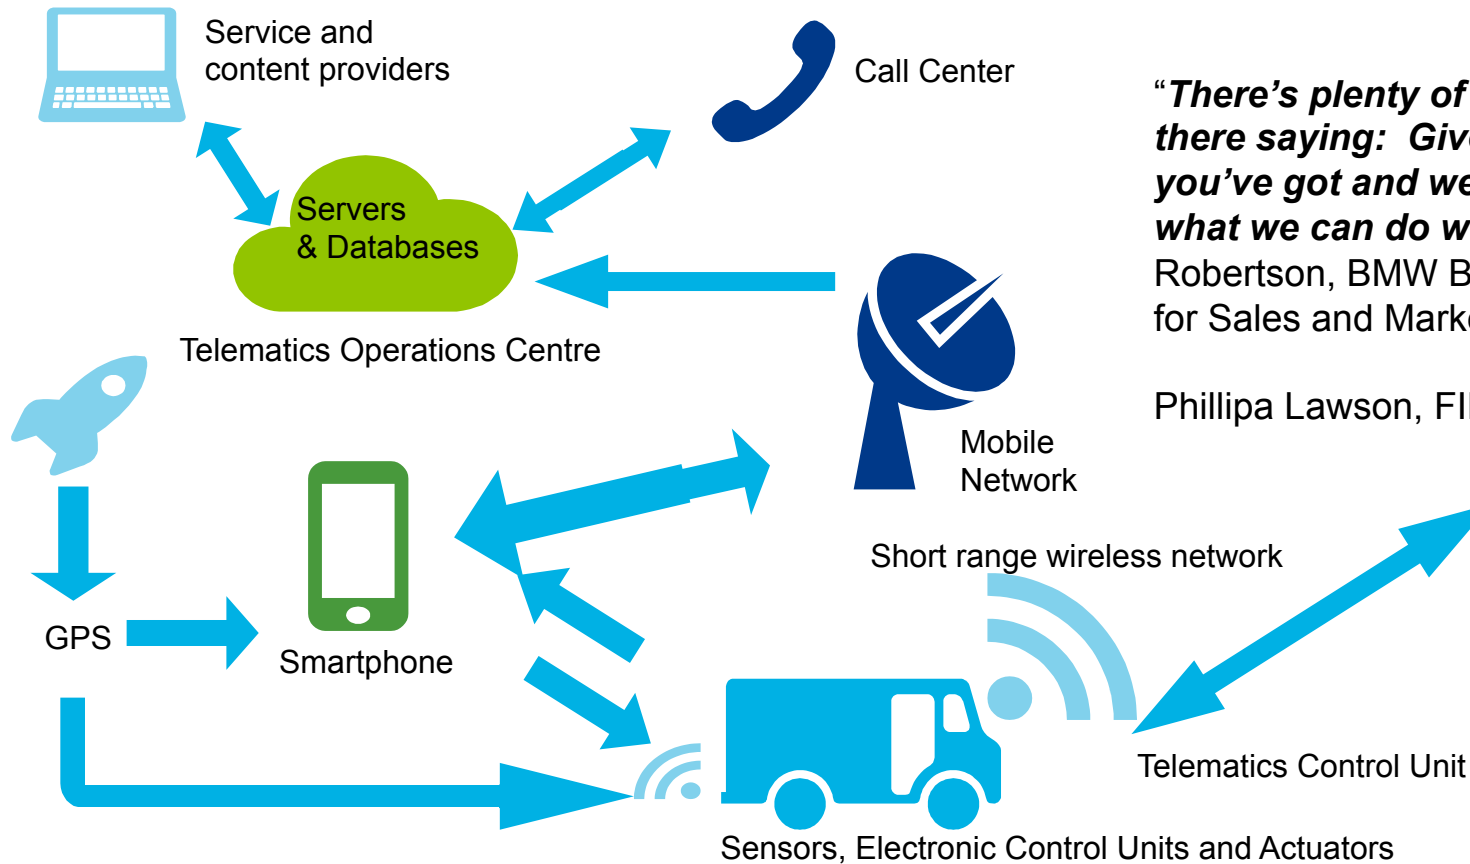 Service and
content providers
Call Center
“There’s plenty of
there saying:  Give
you’ve got and we
what we can do w
Robertson, BMW B
for Sales and Mark
Phillipa Lawson, FI
Servers
& Databases
Telematics Operations Centre
Mobile
Network
Short range wireless network
GPS
Smartphone
Telematics Control Unit
Sensors, Electronic Control Units and Actuators